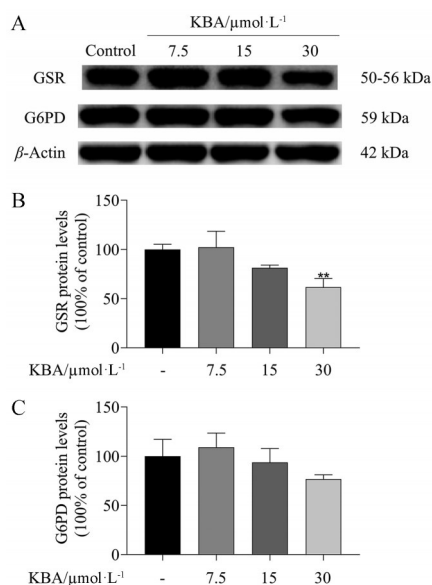 A
KBA/μmol·L⁻¹
Control 7.5 15 30
GSR 50-56 kDa
G6PD 59 kDa
β-Actin 42 kDa
B
GSR protein levels
(100% of control)
150
100
50
0
**
KBA/μmol·L⁻¹ - 7.5 15 30
C
G6PD protein levels
(100% of control)
150
100
50
0
KBA/μmol·L⁻¹ - 7.5 15 30